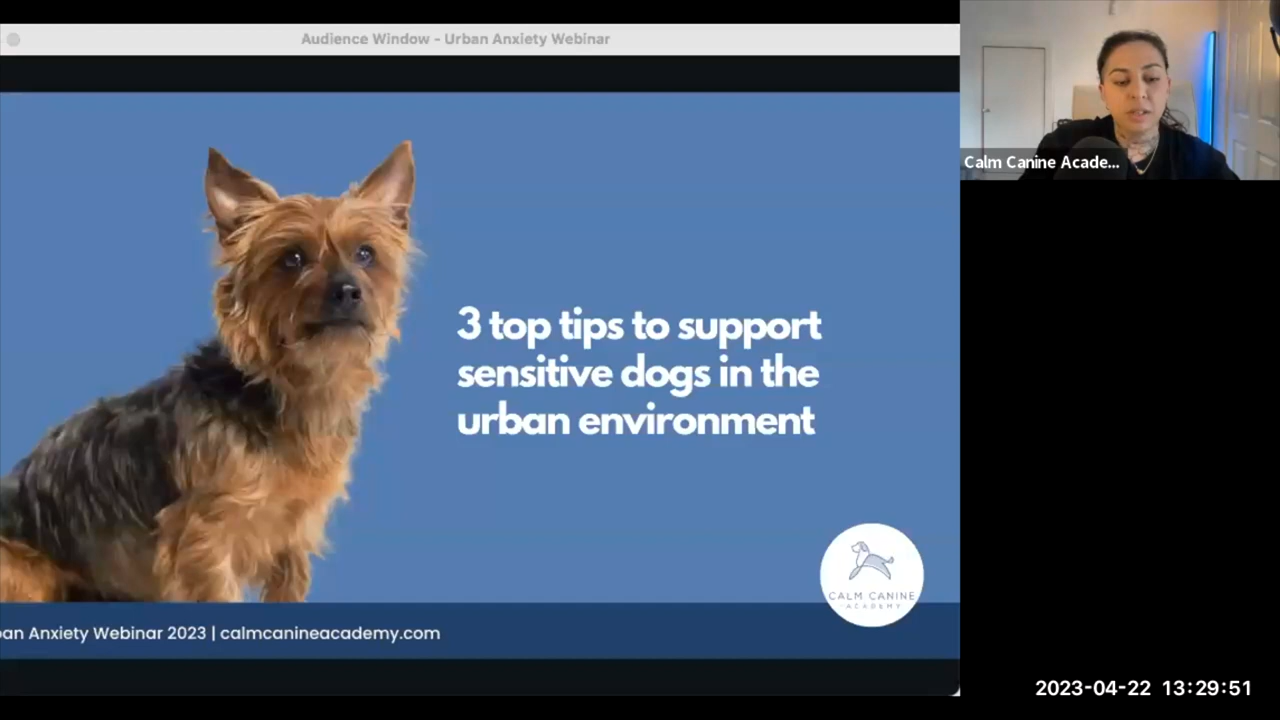 Audience Window - Urban Anxiety Webinar
Calm Canine Acade...
3 top tips to support
sensitive dogs in the
urban environment
CALM CANINE
ACADEMY
an Anxiety Webinar 2023 | calmcanineacademy.com
2023-04-22 13:29:51